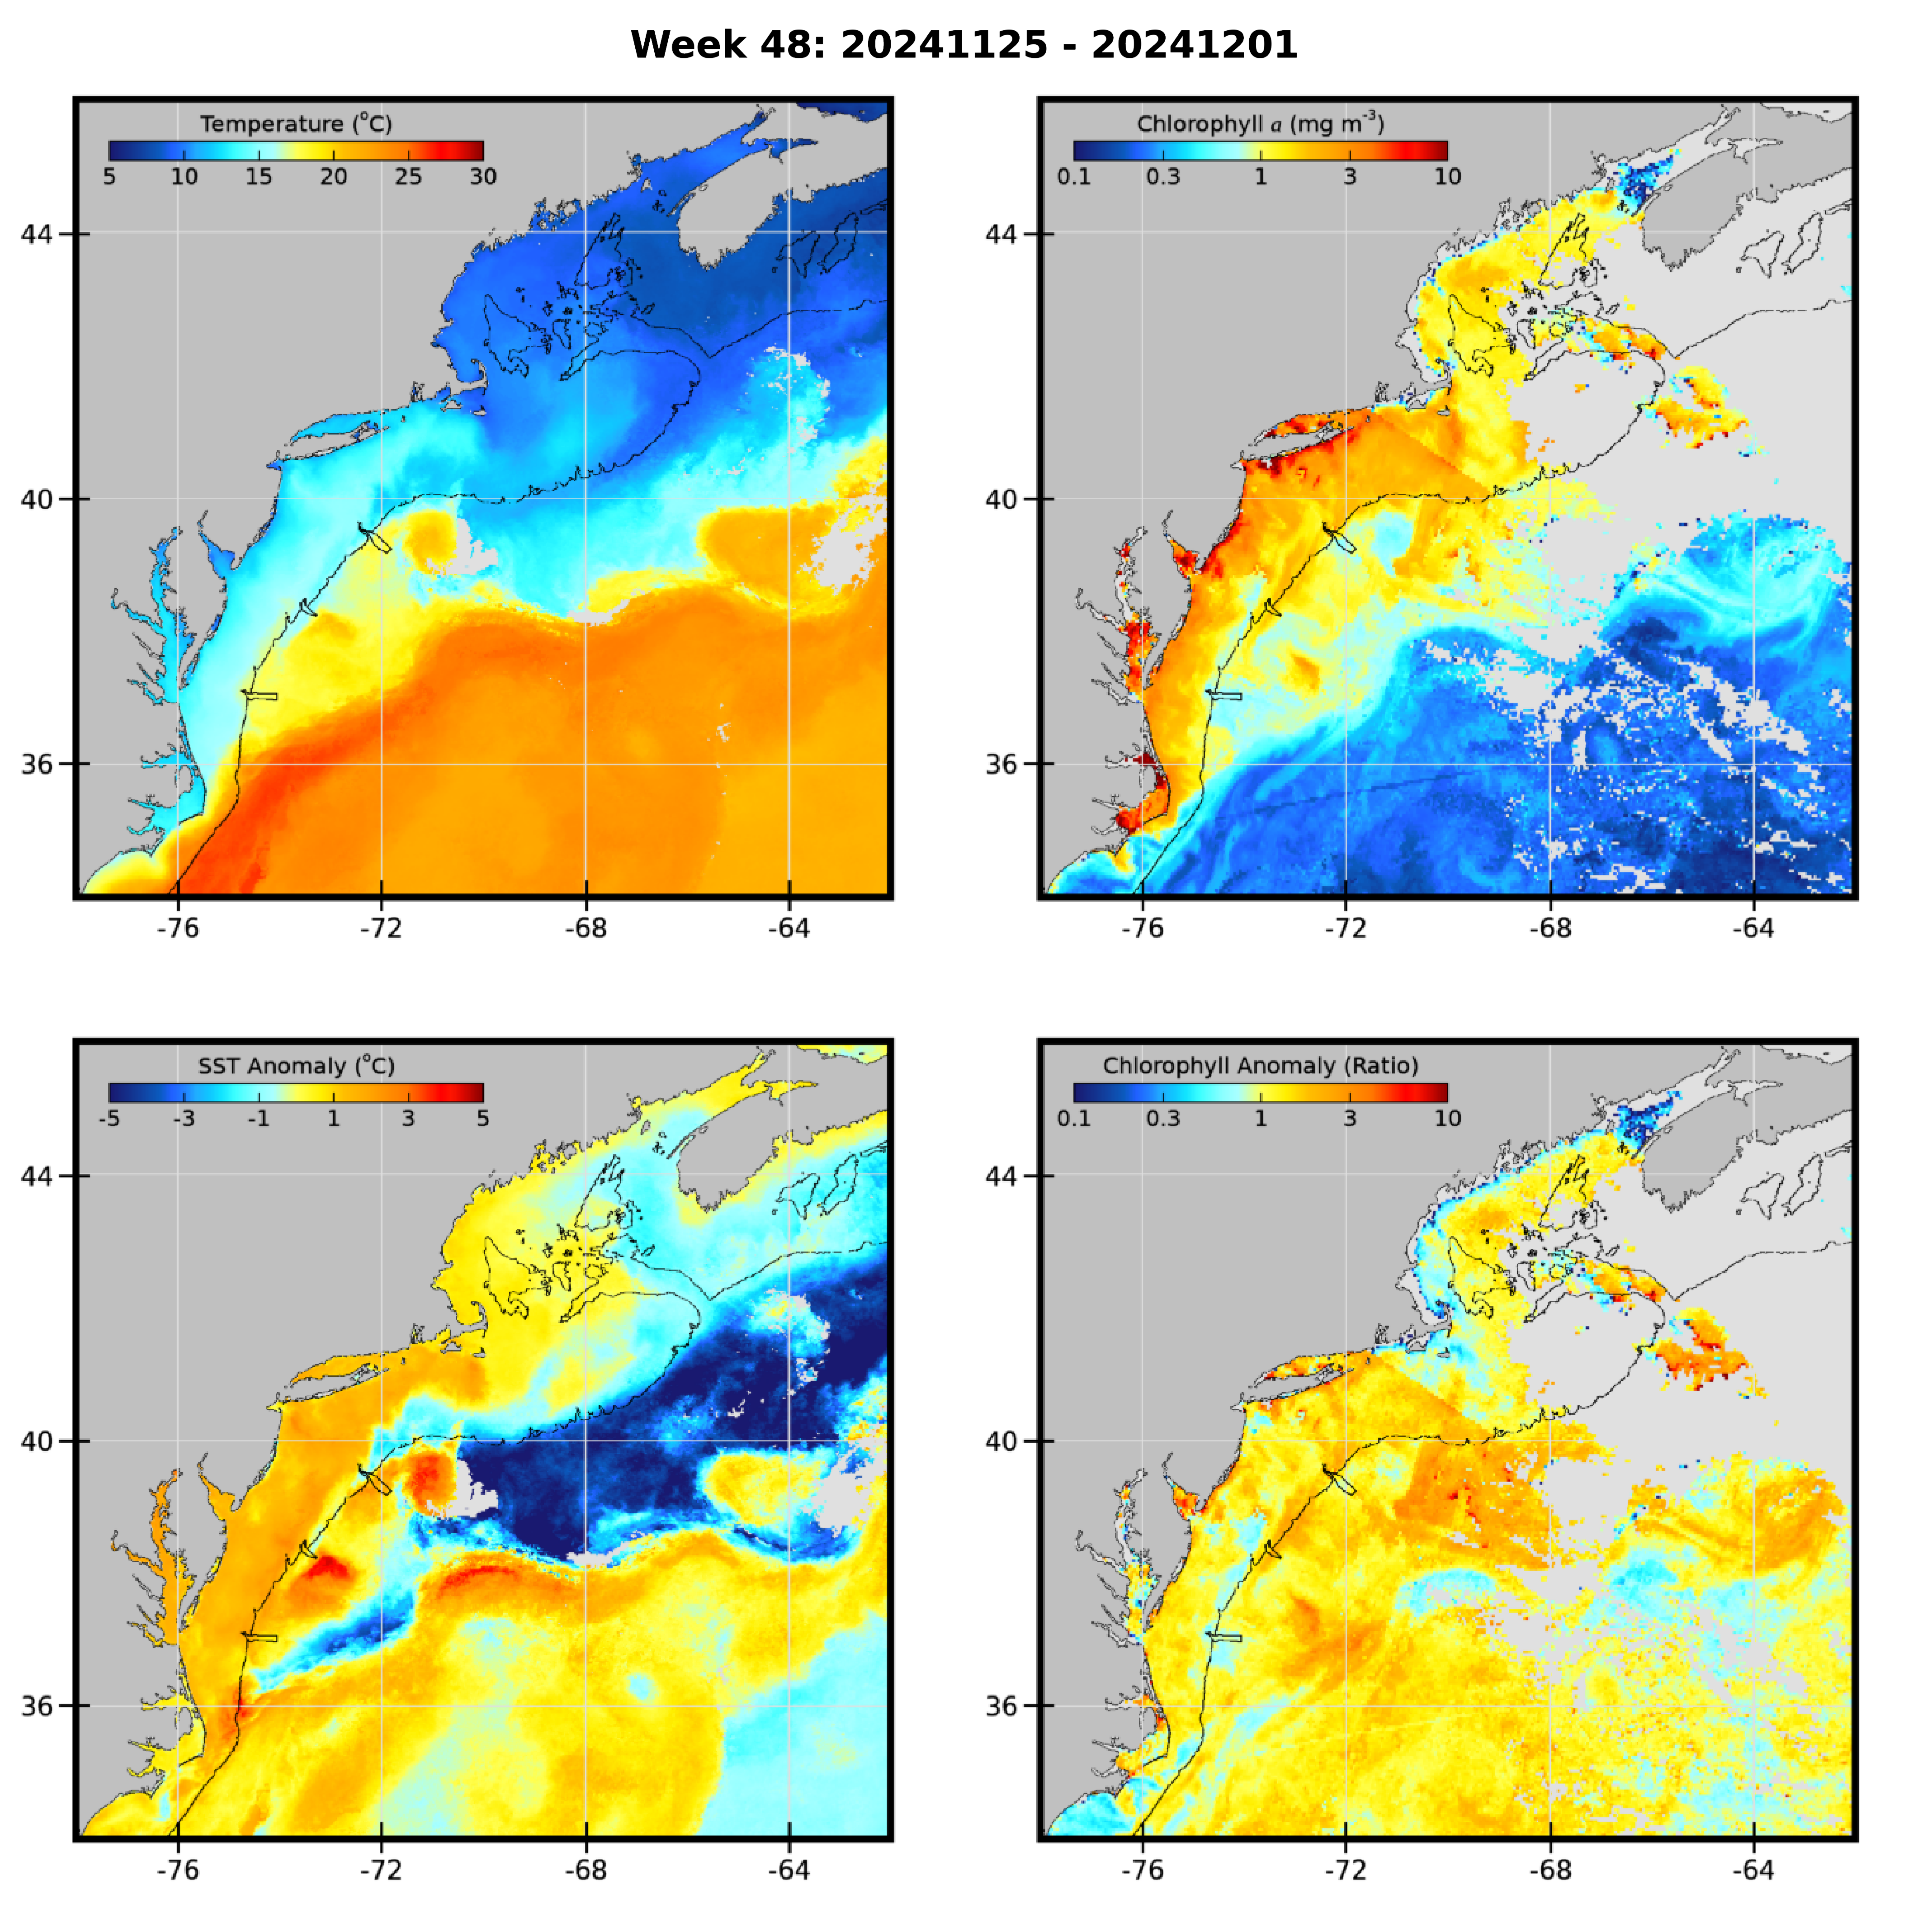 Week 48: 20241125 - 20241201
Temperature (°C)
5 10 15 20 25 30
44
40
36
-76 -72 -68 -64
Chlorophyll a (mg m⁻³)
0.1 0.3 1 3 10
44
40
36
-76 -72 -68 -64
SST Anomaly (°C)
-5 -3 -1 1 3 5
44
40
36
-76 -72 -68 -64
Chlorophyll Anomaly (Ratio)
0.1 0.3 1 3 10
44
40
36
-76 -72 -68 -64